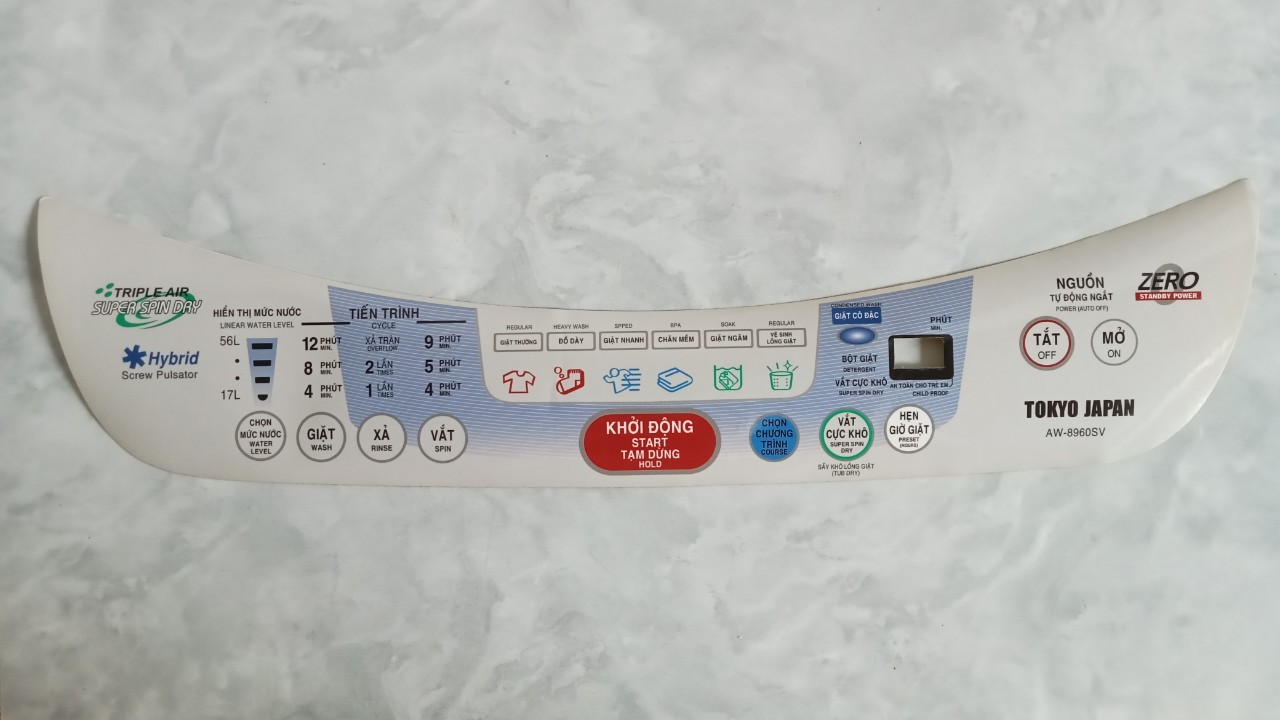 TRIPLE AIR
SUPER SPIN DRY
Hybrid
Screw Pulsator
HIỂN THỊ MỨC NƯỚC
LINEAR WATER LEVEL
56L
17L
CHỌN
MỨC NƯỚC
WATER
LEVEL
12 PHÚT
MIN.
8 PHÚT
MIN.
4 PHÚT
MIN.
GIẶT
WASH
TIẾN TRÌNH
CYCLE
XẢ TRÀN
OVERFLOW
2 LẦN
TIMES
1 LẦN
TIMES
XẢ
RINSE
9 PHÚT
MIN.
5 PHÚT
MIN.
4 PHÚT
MIN.
VẮT
SPIN
REGULAR
GIẶT THƯỜNG
HEAVY WASH
ĐỒ DÀY
SPPED
GIẶT NHANH
SPA
CHĂN MỀM
SOAK
GIẶT NGÂM
REGULAR
VỆ SINH
LỒNG GIẶT
KHỞI ĐỘNG
START
TẠM DỪNG
HOLD
CHỌN
CHƯƠNG
TRÌNH
COURSE
CONDENSED WASH
GIẶT CÔ ĐẶC
BỘT GIẶT
DETERGENT
VẮT CỰC KHÔ
SUPER SPIN DRY
VẮT
CỰC KHÔ
SUPER SPIN
DRY
SẤY KHÔ LỒNG GIẶT
(TUB DRY)
PHÚT
MIN.
AN TOÀN CHO TRẺ EM
CHILD PROOF
HẸN
GIỜ GIẶT
PRESET
(HOURS)
NGUỒN
TỰ ĐỘNG NGẮT
POWER (AUTO OFF)
TẮT
OFF
MỞ
ON
ZERO
STANDBY POWER
TOKYO JAPAN
AW-8960SV